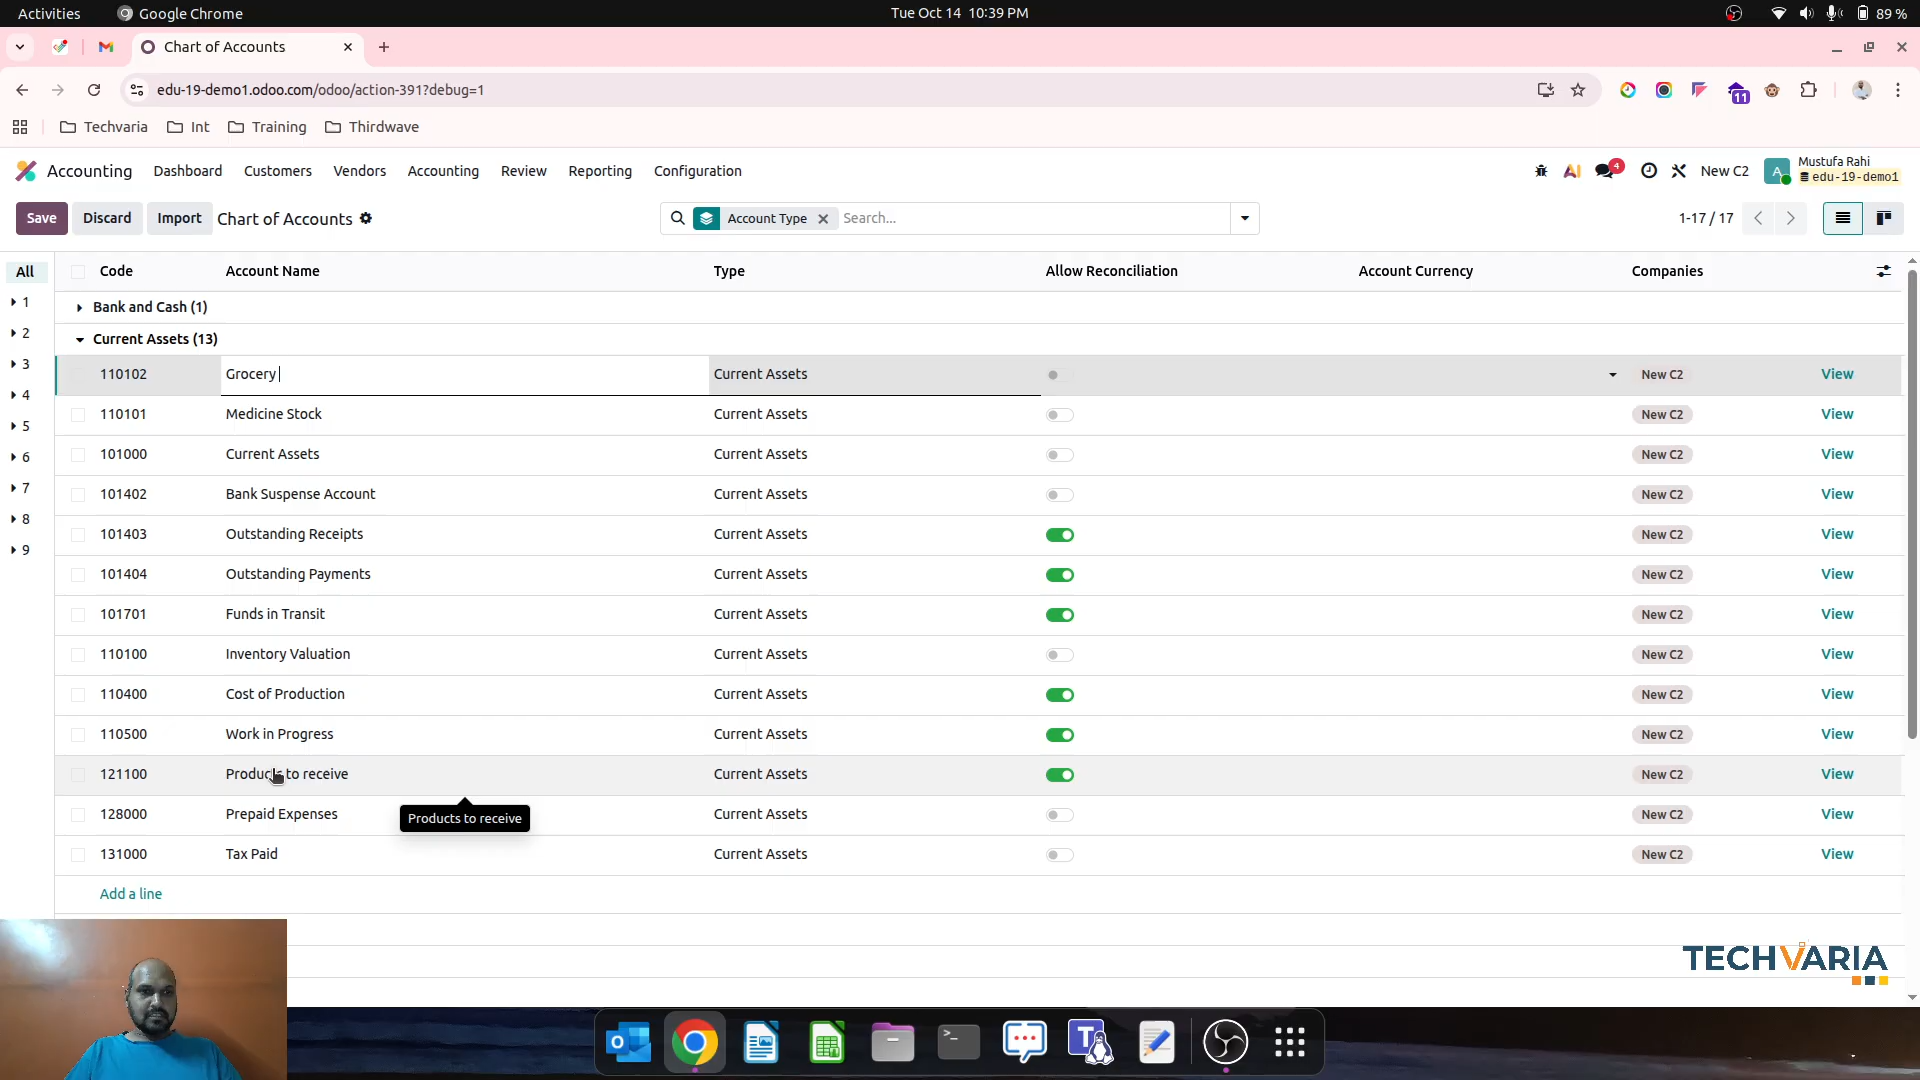 Activities
Google Chrome
Tue Oct 14 10:39 PM
89 %
Chart of Accounts
edu-19-demo1.odoo.com/odoo/action-391?debug=1
11
Techvaria
Int
Training
Thirdwave
Accounting
Dashboard
Customers
Vendors
Accounting
Review
Reporting
Configuration
AI
4
New C2
A
Mustufa Rahi
edu-19-demo1
Save
Discard
Import
Chart of Accounts
Account Type
Search...
1-17 / 17
All
1
2
3
4
5
6
7
8
9
Code Account Name Type Allow Reconciliation Account Currency Companies
Bank and Cash (1)
Current Assets (13)
110102 Grocery Current Assets New C2 View
110101 Medicine Stock Current Assets New C2 View
101000 Current Assets Current Assets New C2 View
101402 Bank Suspense Account Current Assets New C2 View
101403 Outstanding Receipts Current Assets New C2 View
101404 Outstanding Payments Current Assets New C2 View
101701 Funds in Transit Current Assets New C2 View
110100 Inventory Valuation Current Assets New C2 View
110400 Cost of Production Current Assets New C2 View
110500 Work in Progress Current Assets New C2 View
121100 Products to receive Current Assets New C2 View
128000 Prepaid Expenses Current Assets New C2 View
Products to receive
131000 Tax Paid Current Assets New C2 View
Add a line
TECHVARIA